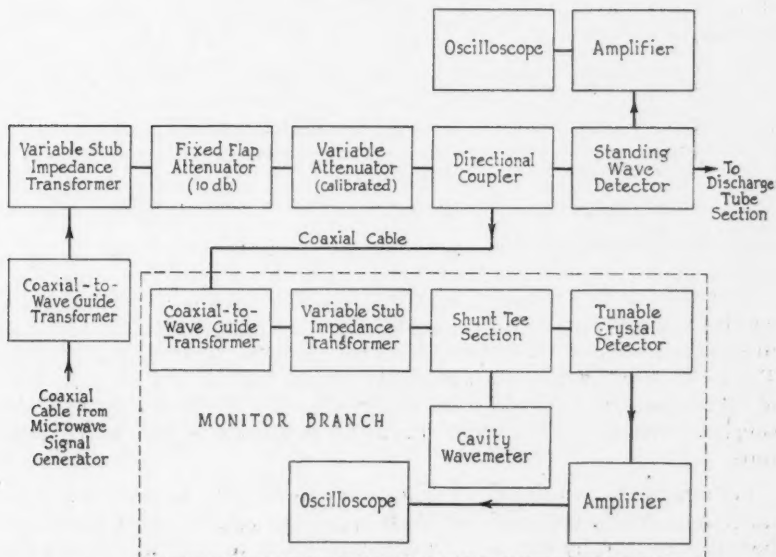 Oscilloscope
Amplifier
Variable Stub
Impedance
Transformer
Fixed Flap
Attenuator
(10 db.)
Variable
Attenuator
(calibrated)
Directional
Coupler
Standing
Wave
Detector
To
Discharge
Tube
Section
Coaxial Cable
Coaxial-to-
Wave Guide
Transformer
Coaxial-to-
Wave Guide
Transformer
Variable Stub
Impedance
Transformer
Shunt Tee
Section
Tunable
Crystal
Detector
Coaxial
Cable from
Microwave
Signal
Generator
MONITOR BRANCH
Cavity
Wavemeter
Oscilloscope
Amplifier